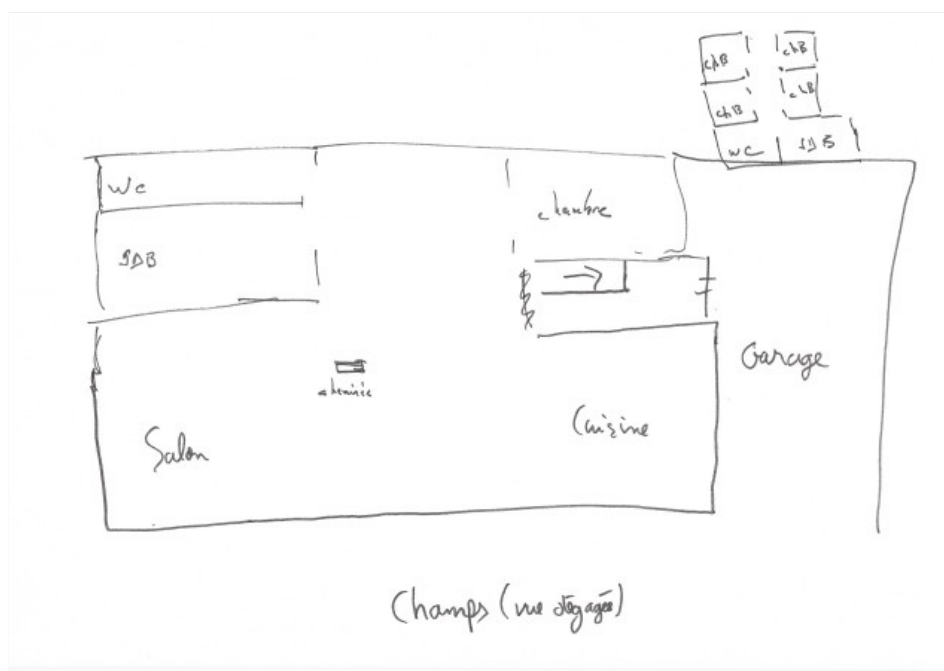 chB
chB
chB
chB
WC
SDB
WC
chambre
SDB
Garage
cheminée
Cuisine
Salon
Champs (vue dégagée)